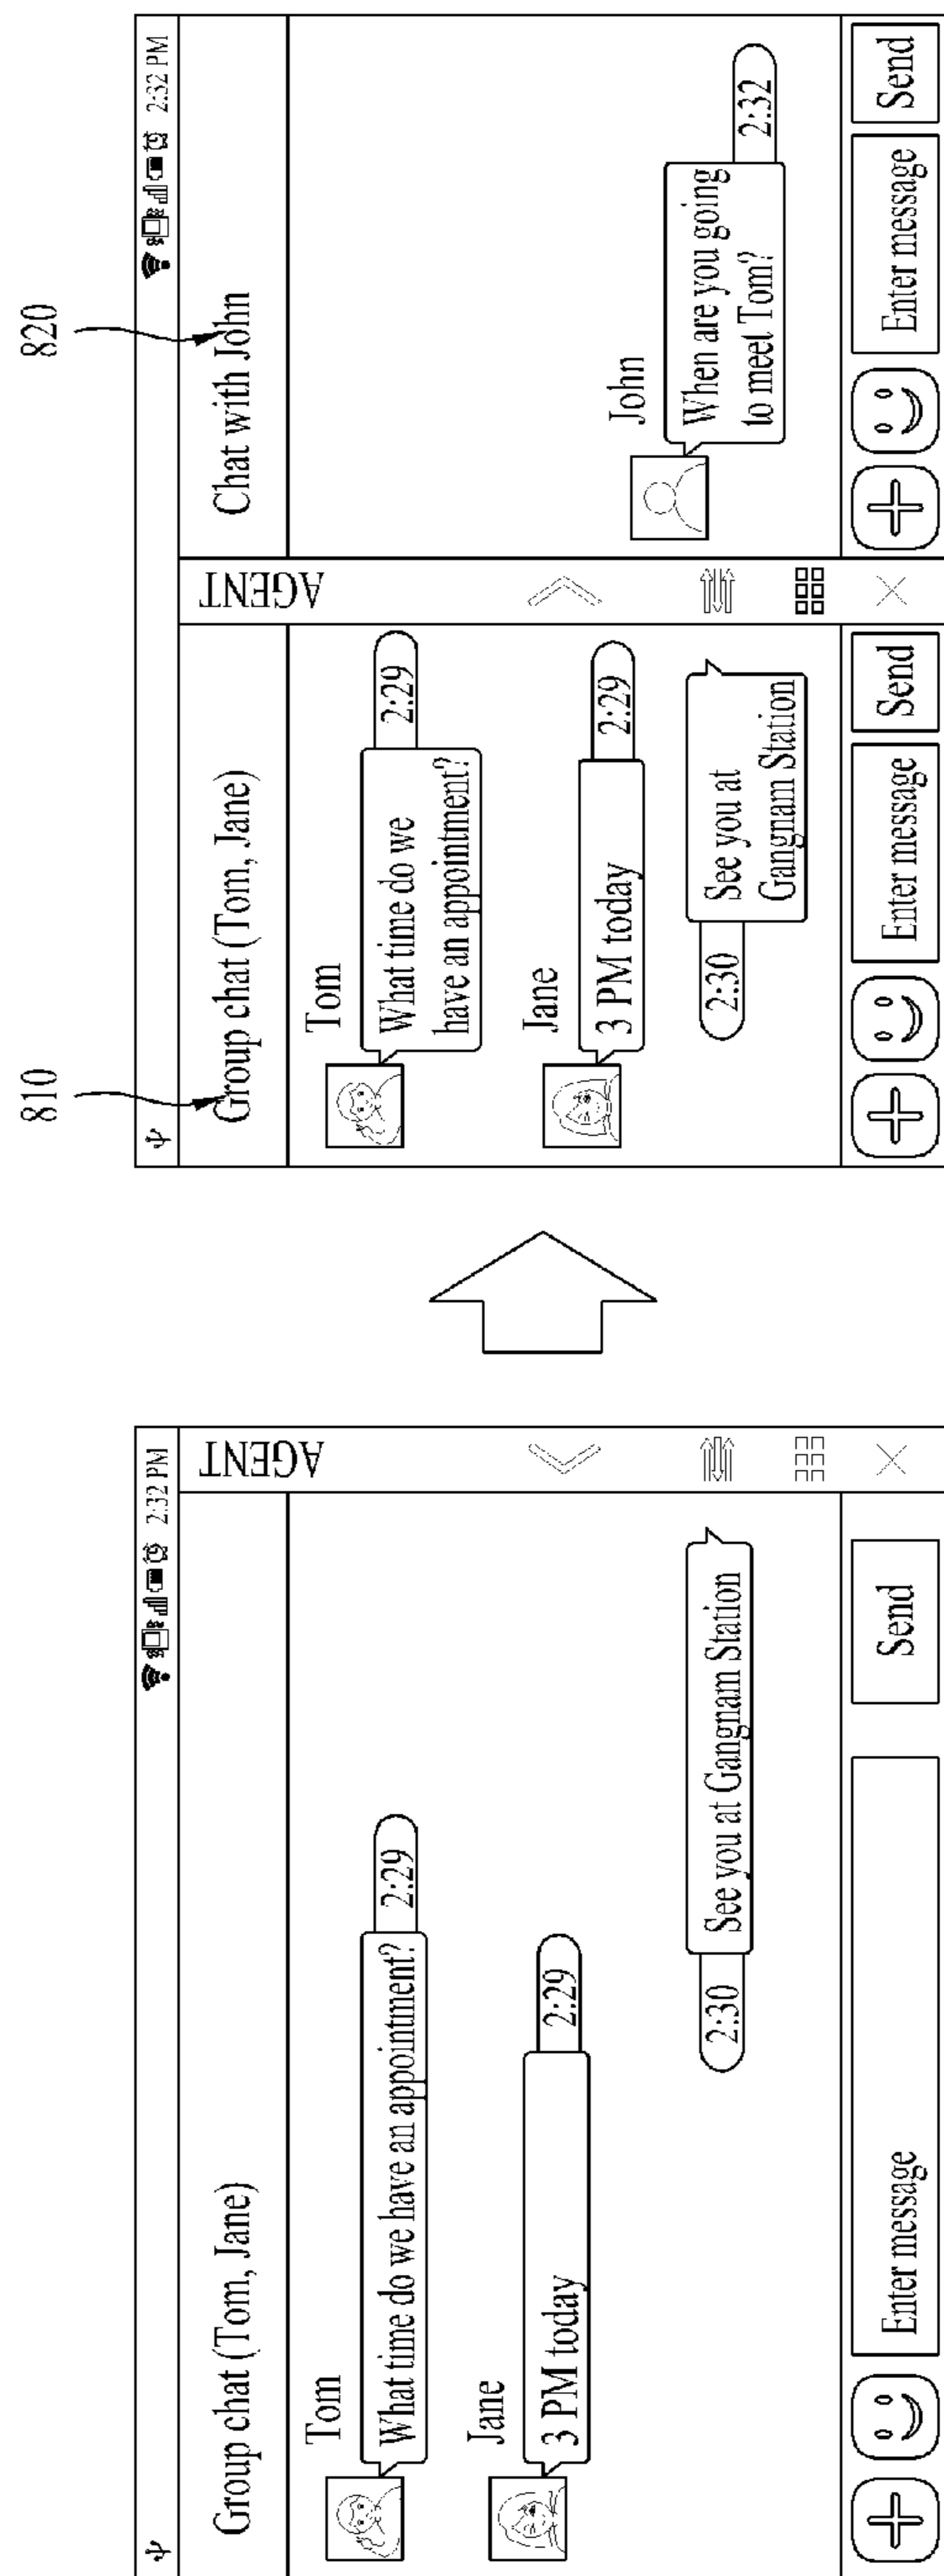 2:32 PM
Group chat (Tom, Jane)
AGENT
Tom
What time do we have an appointment?
2:29
Jane
3 PM today
2:29
2:30
See you at Gangnam Station
Enter message
Send
810
820
2:32 PM
Group chat (Tom, Jane)
AGENT
Chat with John
Tom
What time do we
have an appointment?
2:29
Jane
3 PM today
2:29
2:30
See you at
Gangnam Station
Enter message
Send
John
When are you going
to meet Tom?
2:32
Enter message
Send